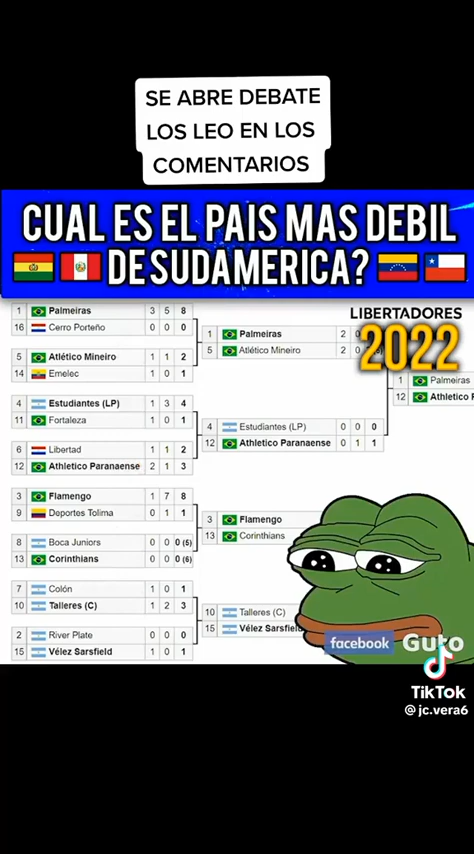 SE ABRE DEBATE
LOS LEO EN LOS
COMENTARIOS
CUAL ES EL PAIS MAS DEBIL
DE SUDAMERICA?
LIBERTADORES
2022
1 Palmeiras 3 5 8
16 Cerro Porteño 0 0 0
1 Palmeiras 2 0
5 Atlético Mineiro 2 0
5 Atlético Mineiro 1 1 2
14 Emelec 1 0 1
1 Palmeiras
12 Athletico P
4 Estudiantes (LP) 1 3 4
11 Fortaleza 1 0 1
4 Estudiantes (LP) 0 0 0
12 Athletico Paranaense 0 1 1
6 Libertad 1 1 2
12 Athletico Paranaense 2 1 3
3 Flamengo 1 7 8
9 Deportes Tolima 0 1 1
3 Flamengo
13 Corinthians
8 Boca Juniors 0 0 0 (5)
13 Corinthians 0 0 0 (6)
7 Colón 1 0 1
10 Talleres (C) 1 2 3
10 Talleres (C)
15 Vélez Sarsfield
2 River Plate 0 0 0
15 Vélez Sarsfield 1 0 1
facebook Guto
TikTok
@jc.vera6